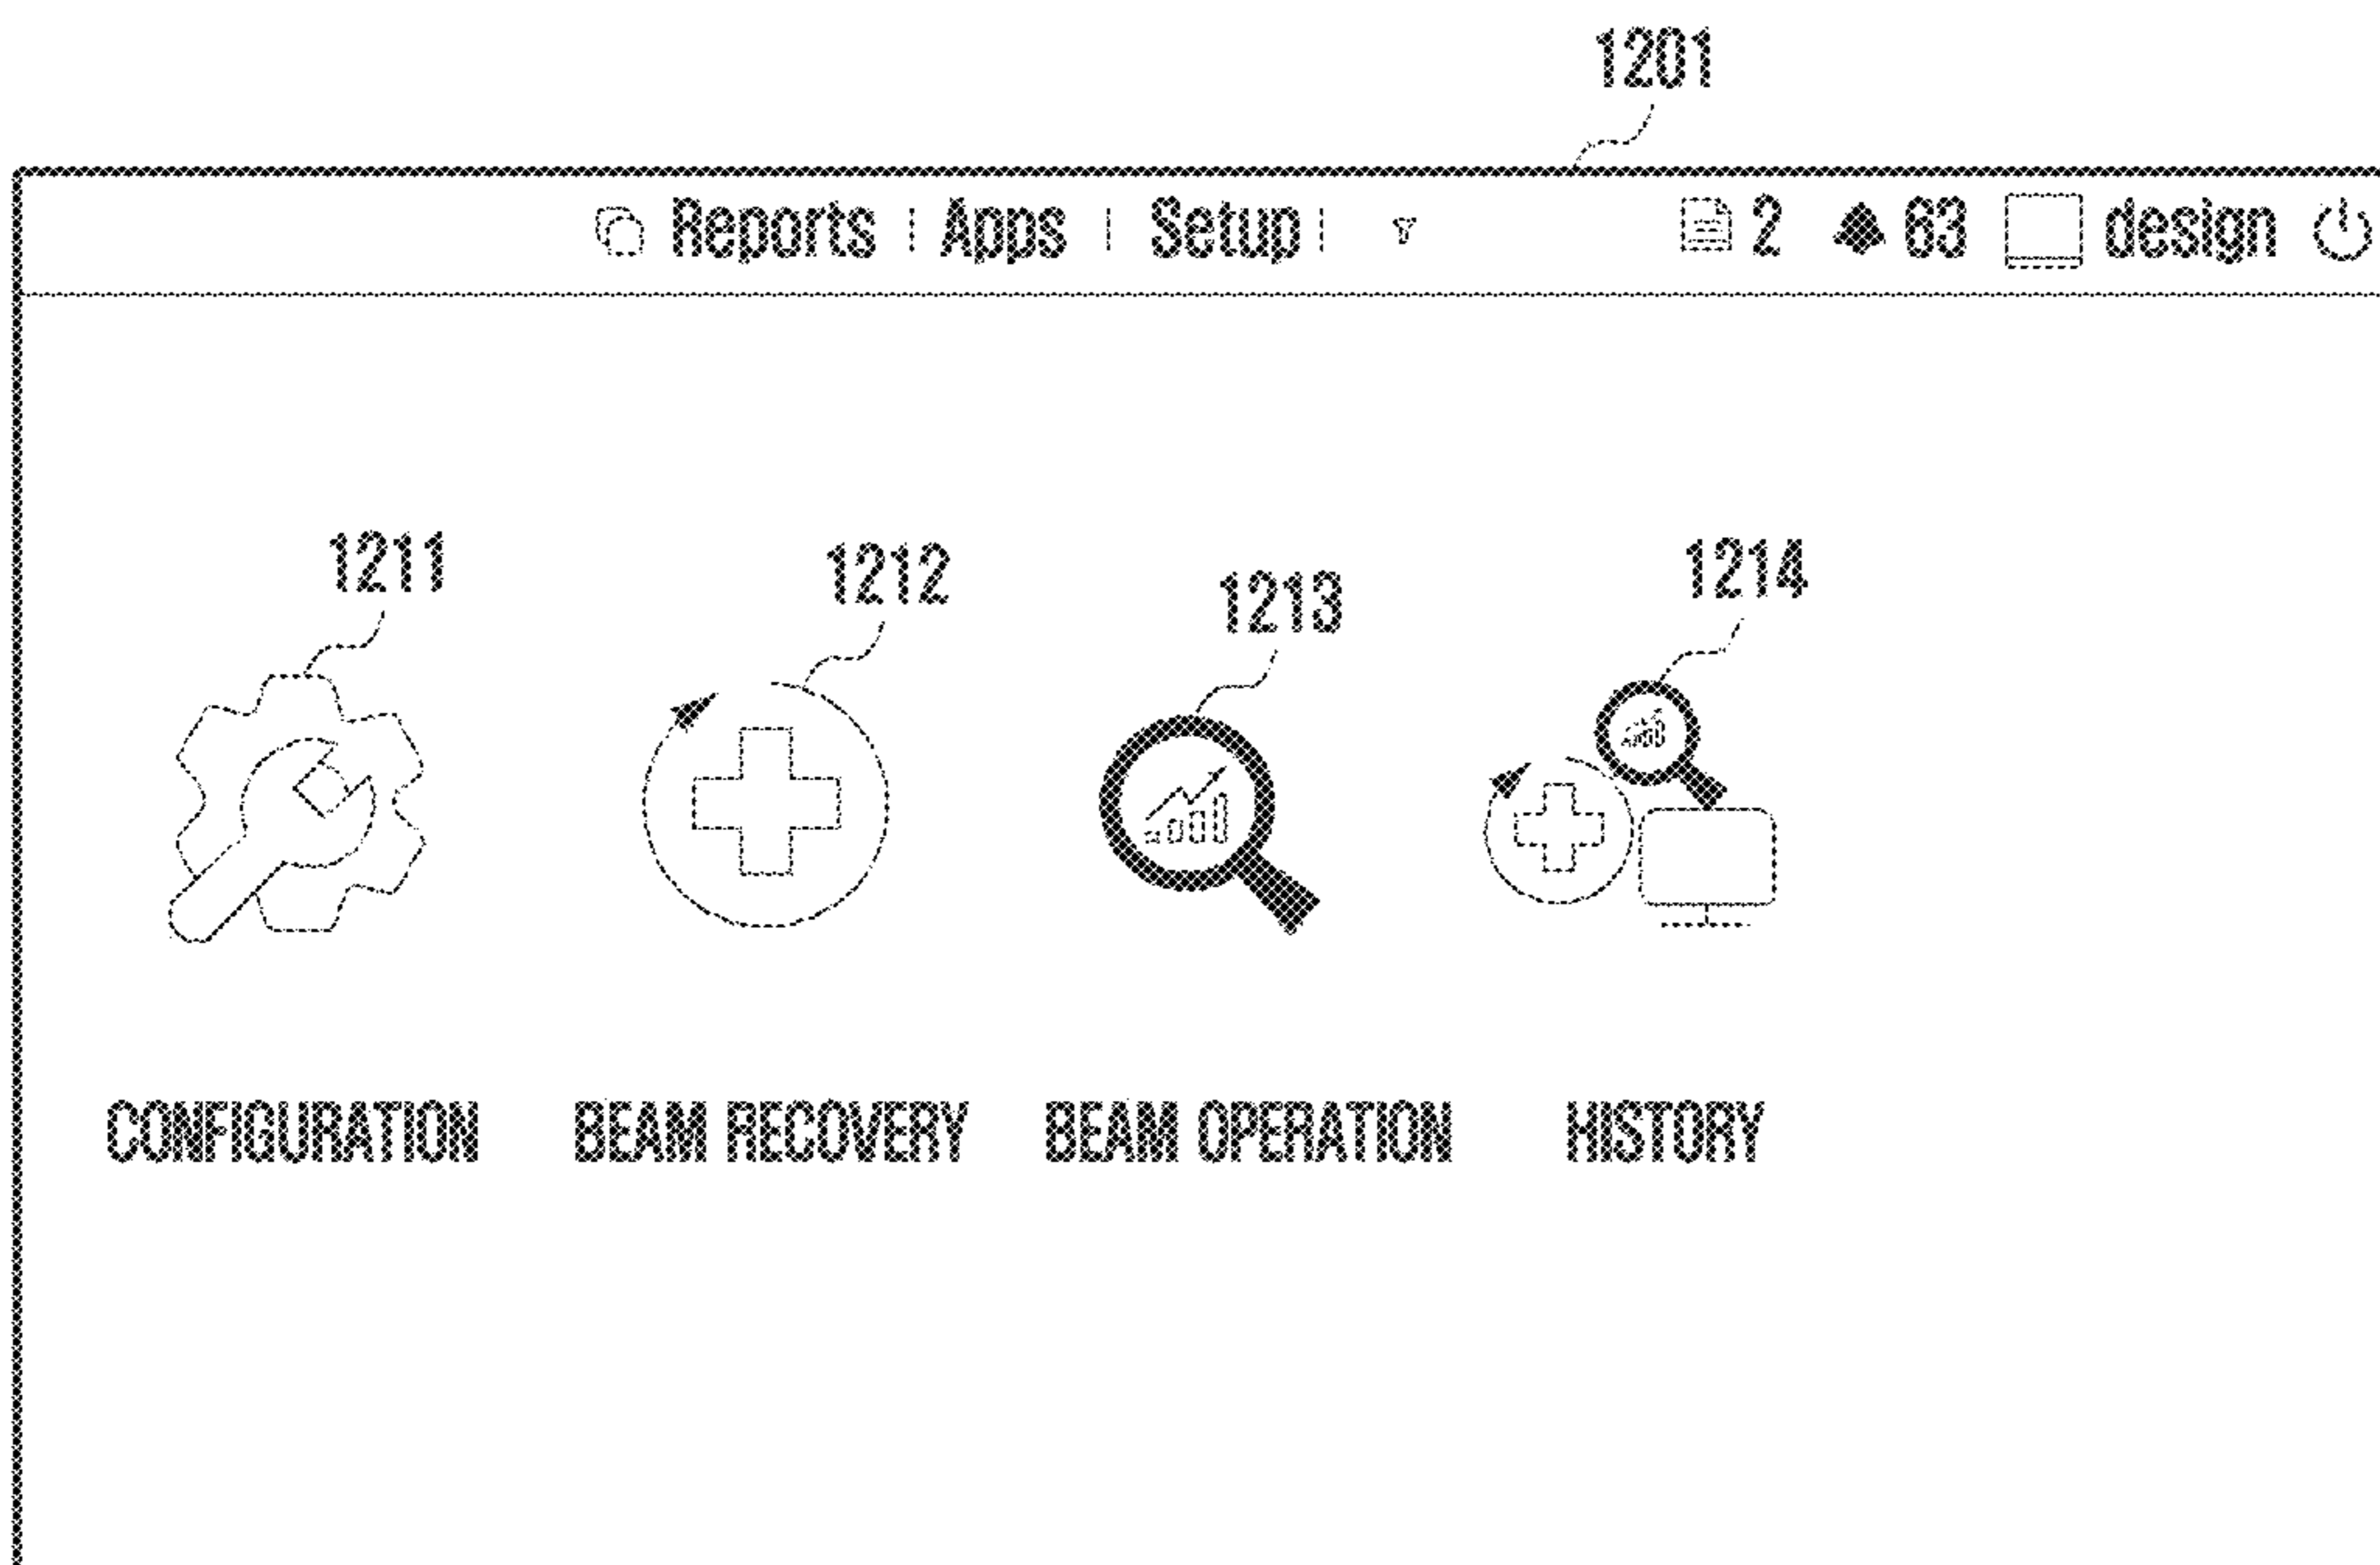 1201
Reports Apps Setup 2 63 design
1211 1212 1213 1214
CONFIGURATION BEAM RECOVERY BEAM OPERATION HISTORY